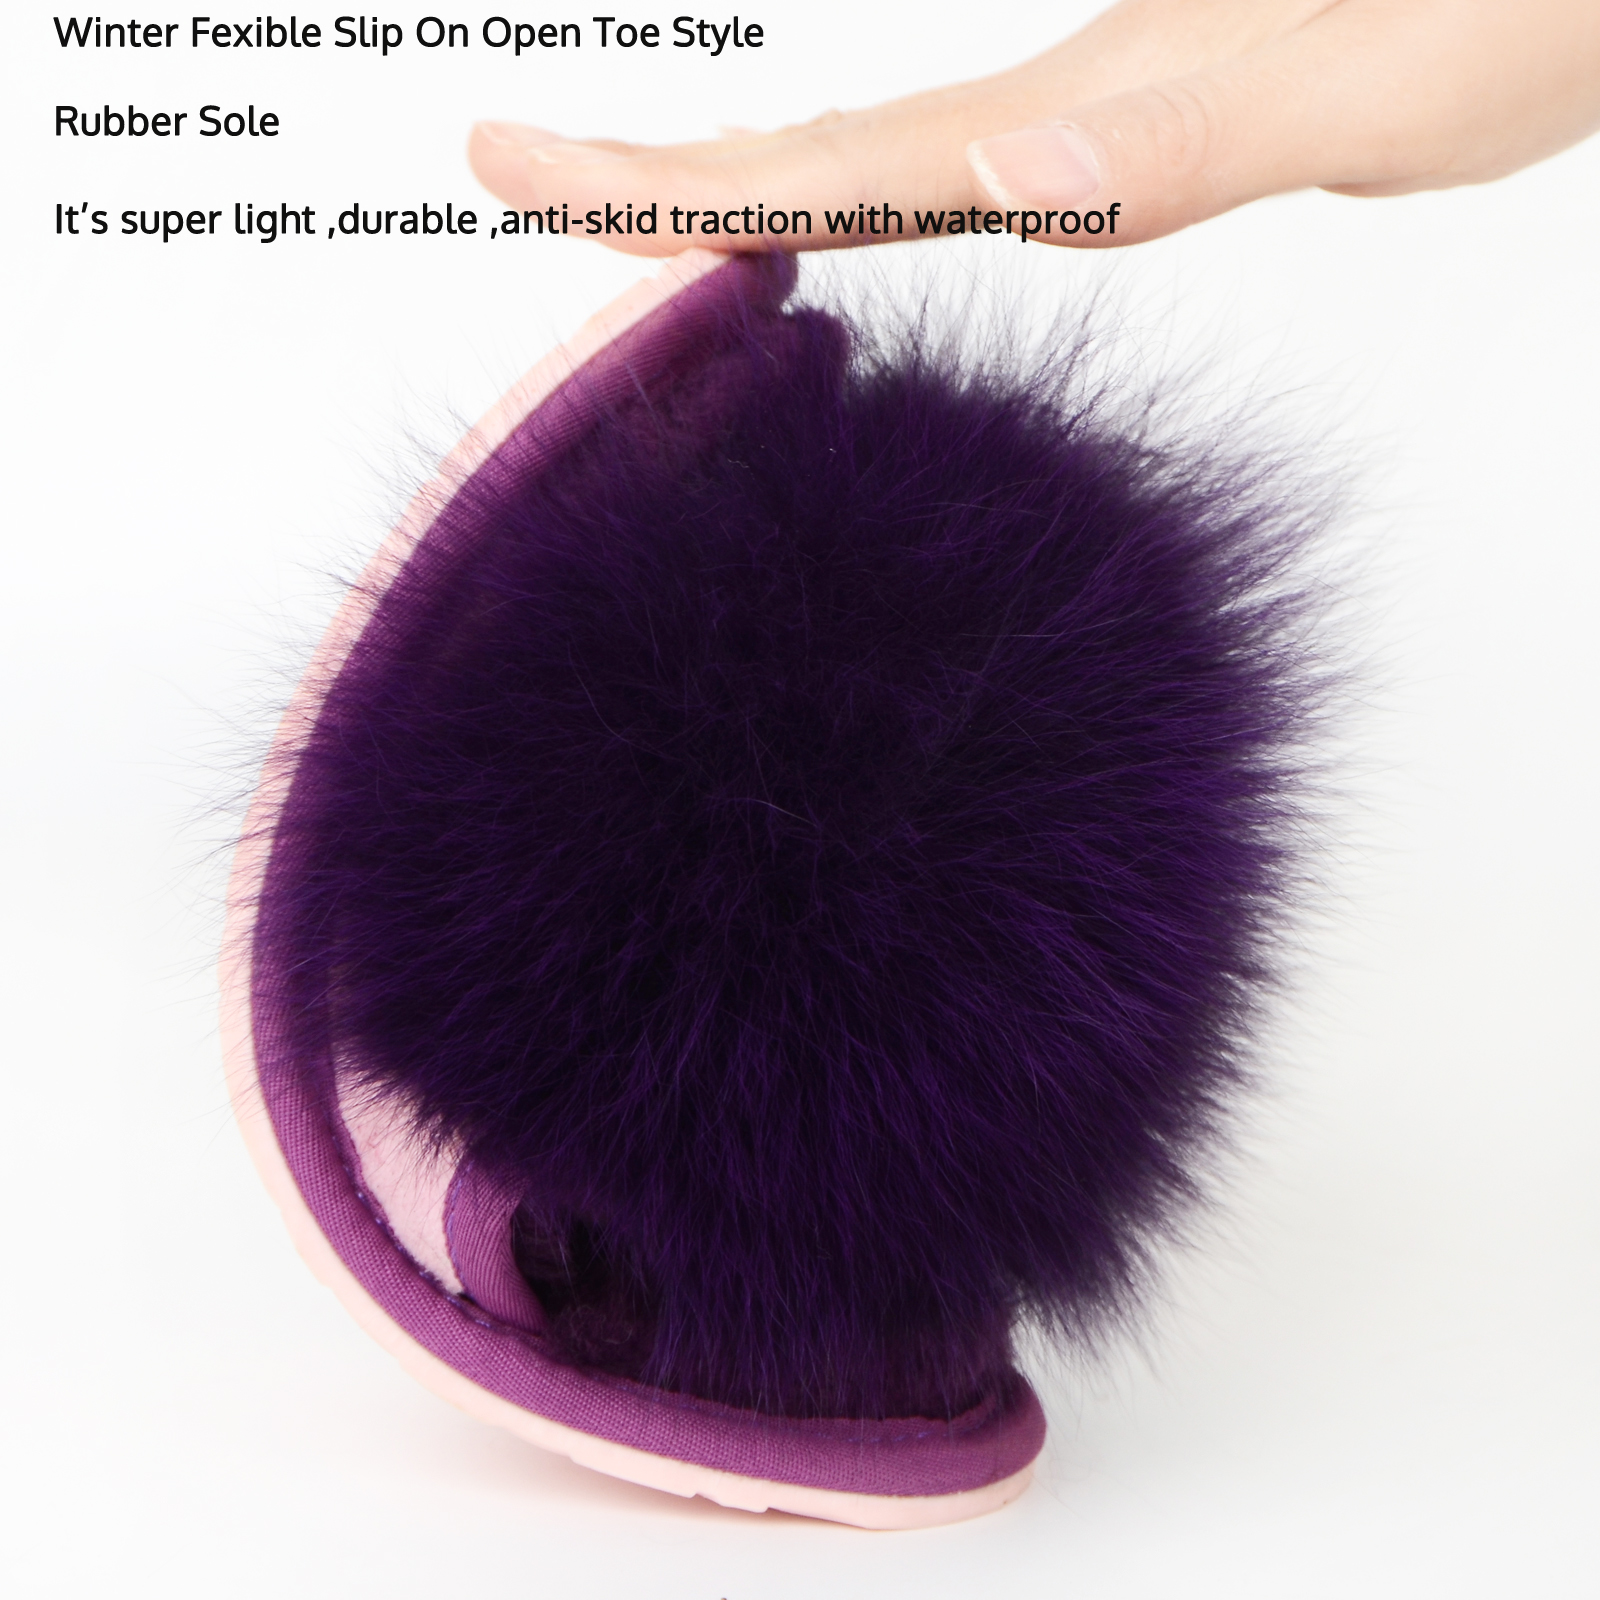 Winter Fexible Slip On Open Toe Style
Rubber Sole
It’s super light ,durable ,anti-skid traction with waterproof